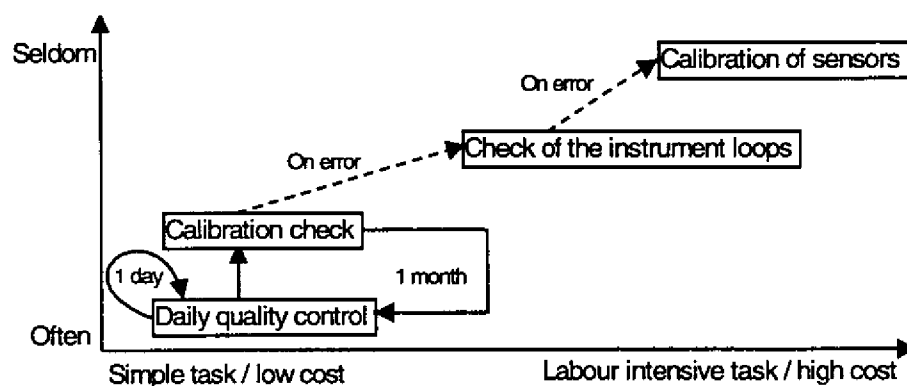 Seldom
Calibration of sensors
On error
Check of the instrument loops
On error
Calibration check
1 day
1 month
Daily quality control
Often
Simple task / low cost
Labour intensive task / high cost